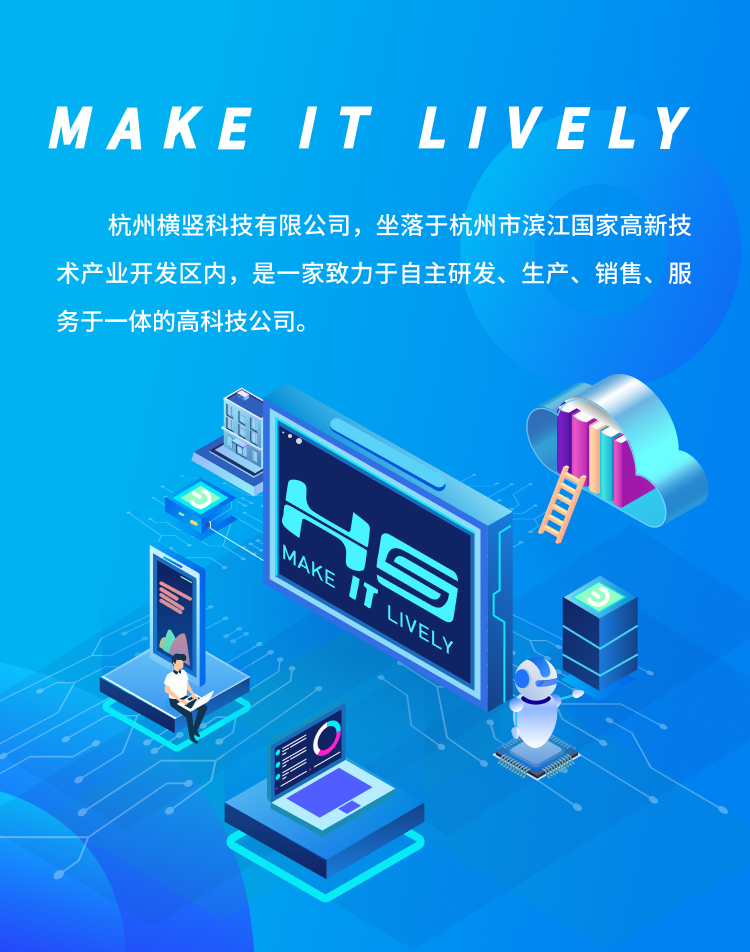 MAKE IT LIVELY
杭州横竖科技有限公司，坐落于杭州市滨江国家高新技
术产业开发区内，是一家致力于自主研发、生产、销售、服
务于一体的高科技公司。
HS
MAKE IT LIVELY